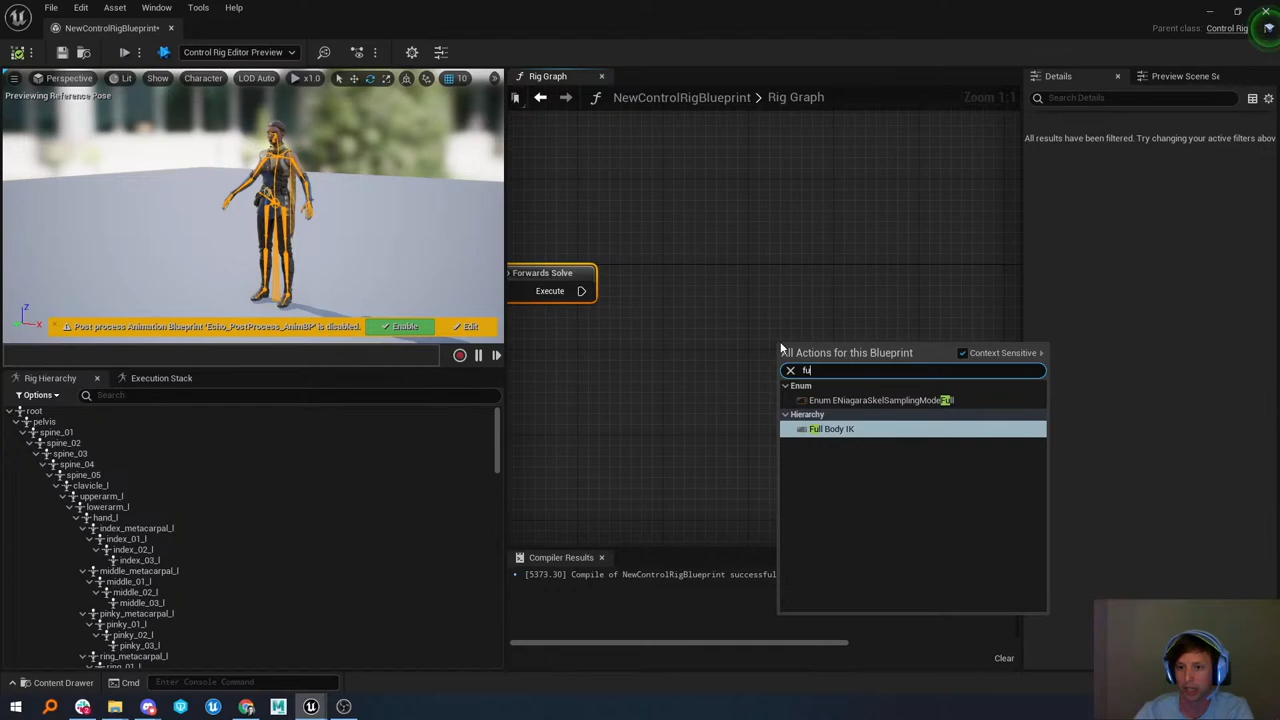 File Edit Asset Window Tools Help
NewControlRigBlueprint*
Parent class: Control Rig
Control Rig Editor Preview
Perspective Lit Show Character LOD Auto x1.0 10
Previewing Reference Pose
Rig Graph
NewControlRigBlueprint > Rig Graph
Zoom 1:1
Details
Preview Scene Se
Search Details
All results have been filtered. Try changing your active filters abov
Forwards Solve
Execute
All Actions for this Blueprint
Context Sensitive
fu
Enum
Enum ENiagaraSkelSamplingModeFull
Hierarchy
Full Body IK
Z
X
Post process Animation Blueprint 'Echo_PostProcess_AnimBP' is disabled.
Enable
Edit
Rig Hierarchy
Execution Stack
Options
Search
root
pelvis
spine_01
spine_02
spine_03
spine_04
spine_05
clavicle_l
upperarm_l
lowerarm_l
hand_l
index_metacarpal_l
index_01_l
index_02_l
index_03_l
middle_metacarpal_l
middle_01_l
middle_02_l
middle_03_l
pinky_metacarpal_l
pinky_01_l
pinky_02_l
pinky_03_l
ring_metacarpal_l
ring_01_l
Compiler Results
[5373.30] Compile of NewControlRigBlueprint successful
Clear
Content Drawer
Cmd
Enter Console Command